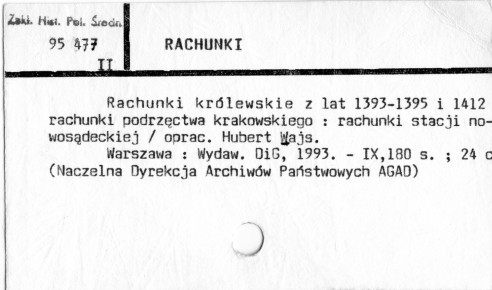 Zakł. Hist. Pol. Średn.
95 477
II
RACHUNKI
Rachunki królewskie z lat 1393-1395 i 1412
rachunki podrzęctwa krakowskiego : rachunki stacji no-
wosądeckiej / oprac. Hubert Wajs.
Warszawa : Wydaw. DiG, 1993. - IX,180 s. ; 24 c
(Naczelna Dyrekcja Archiwów Państwowych AGAD)